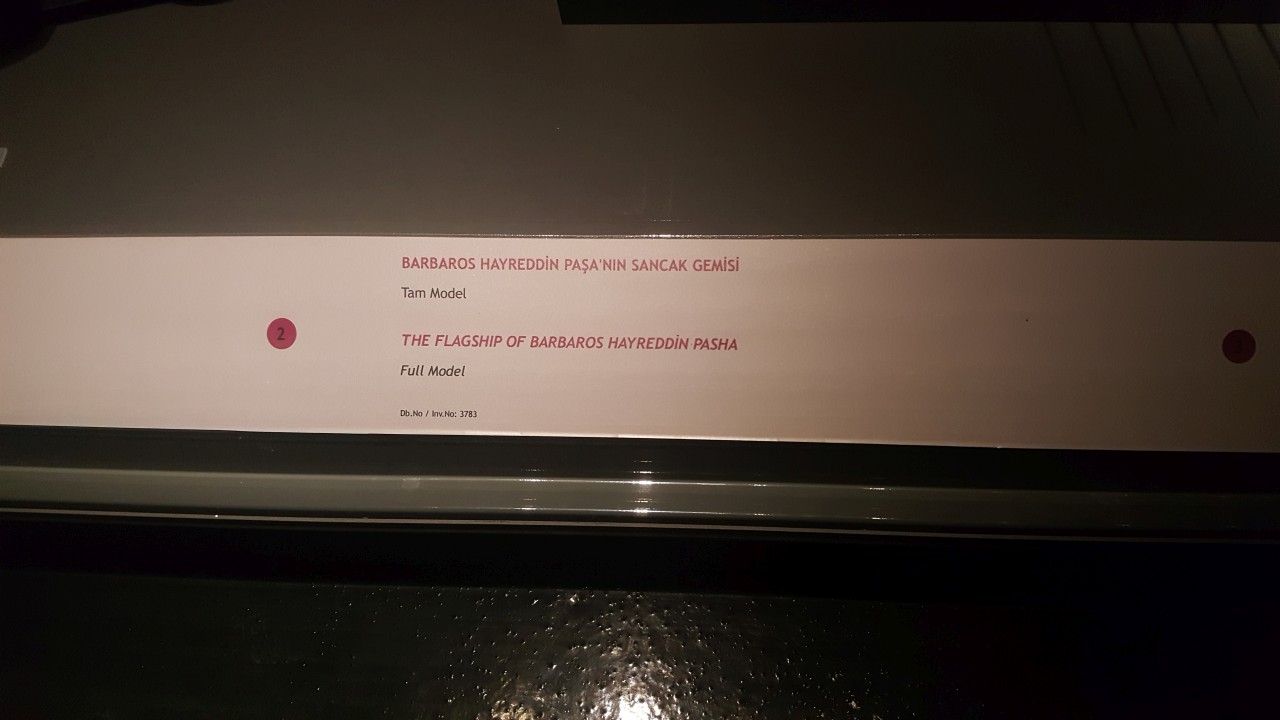 BARBAROS HAYREDDİN PAŞA'NIN SANCAK GEMİSİ
Tam Model
2
THE FLAGSHIP OF BARBAROS HAYREDDİN PASHA
Full Model
Db.No / Inv.No: 3783